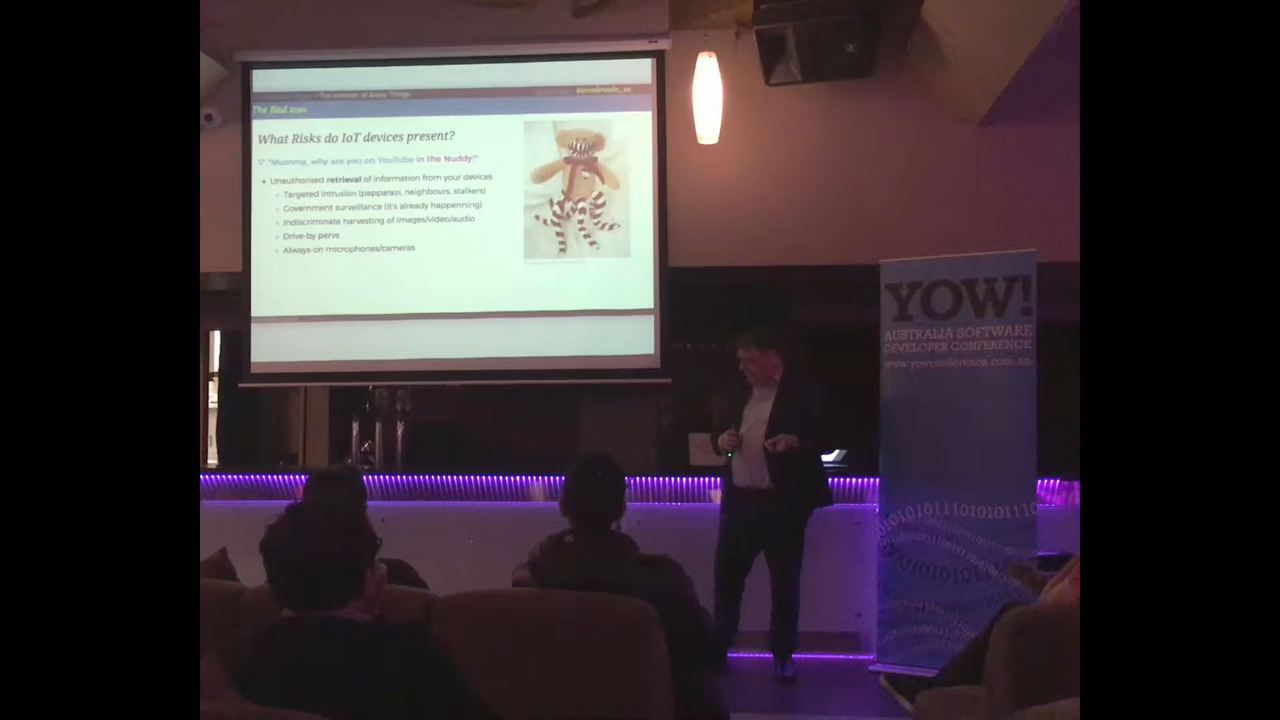 The Internet of Baby Things
The Bad
What Risks do IoT devices present?
"Mummy, why are you on YouTube in the Nuddy!"
Unauthorised retrieval of information from your devices
Targeted intrusion (papparazi, neighbours, stalkers)
Government surveillance (it's already happenning)
Indiscriminate harvesting of images/video/audio
Drive-by pervs
Always-on microphones/cameras
YOW!
AUSTRALIA SOFTWARE
DEVELOPER CONFERENCE
www.yowconference.com.au